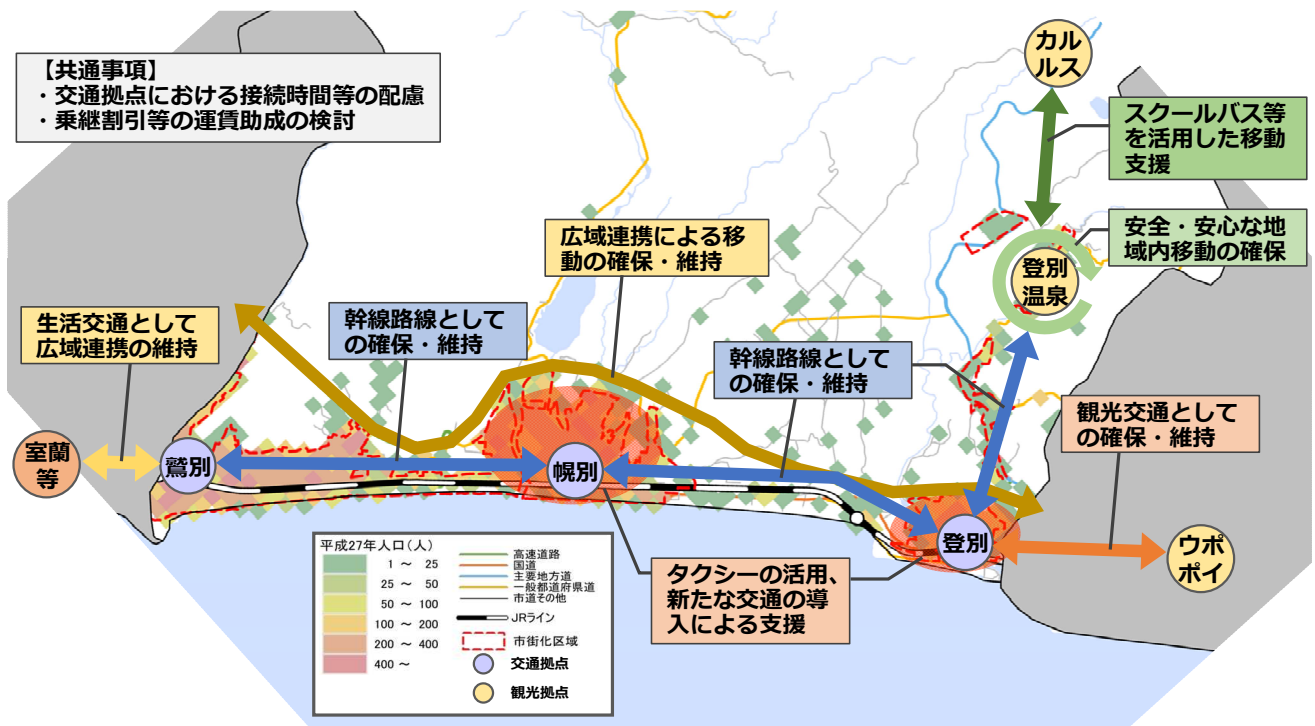 【共通事項】
・交通拠点における接続時間等の配慮
・乗継割引等の運賃助成の検討
カル
ルス
スクールバス等
を活用した移動
支援
安全・安心な地
域内移動の確保
登別
温泉
広域連携による移
動の確保・維持
生活交通として
広域連携の維持
幹線路線として
の確保・維持
幹線路線として
の確保・維持
観光交通として
の確保・維持
室蘭
等
鷲別
幌別
登別
ウポ
ポイ
タクシーの活用、
新たな交通の導
入による支援
平成27年人口(人)
1 ～ 25
25 ～ 50
50 ～ 100
100 ～ 200
200 ～ 400
400 ～
高速道路
国道
主要地方道
一般都道府県道
市道その他
JRライン
市街化区域
交通拠点
観光拠点